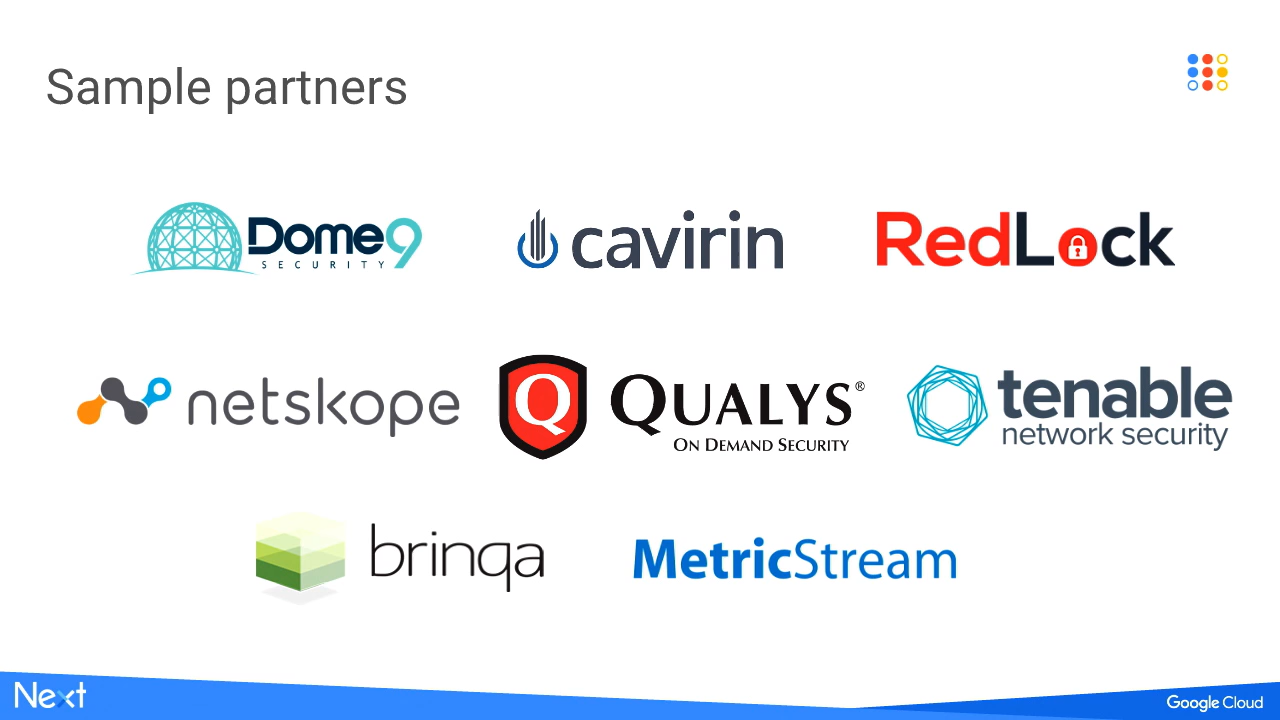 Sample partners
Dome9
SECURITY
cavirin
RedLock
netskope
Q
QUALYS®
ON DEMAND SECURITY
tenable
network security
brinqa
MetricStream
Next
Google Cloud